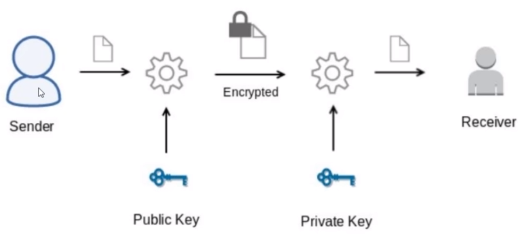 Encrypted
Sender
Receiver
Public Key
Private Key